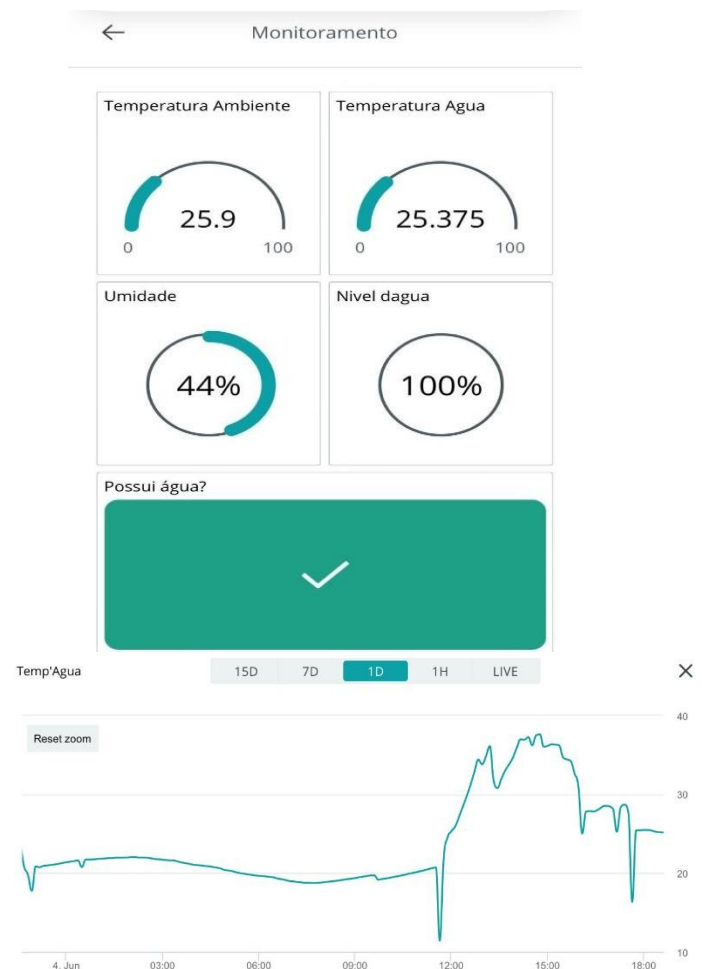 Monitoramento
Temperatura Ambiente
25.9
0 100
Temperatura Agua
25.375
0 100
Umidade
44%
Nivel dagua
100%
Possui água?
Temp'Agua 15D 7D 1D 1H LIVE
Reset zoom
40
30
20
10
4. Jun 03:00 06:00 09:00 12:00 15:00 18:00